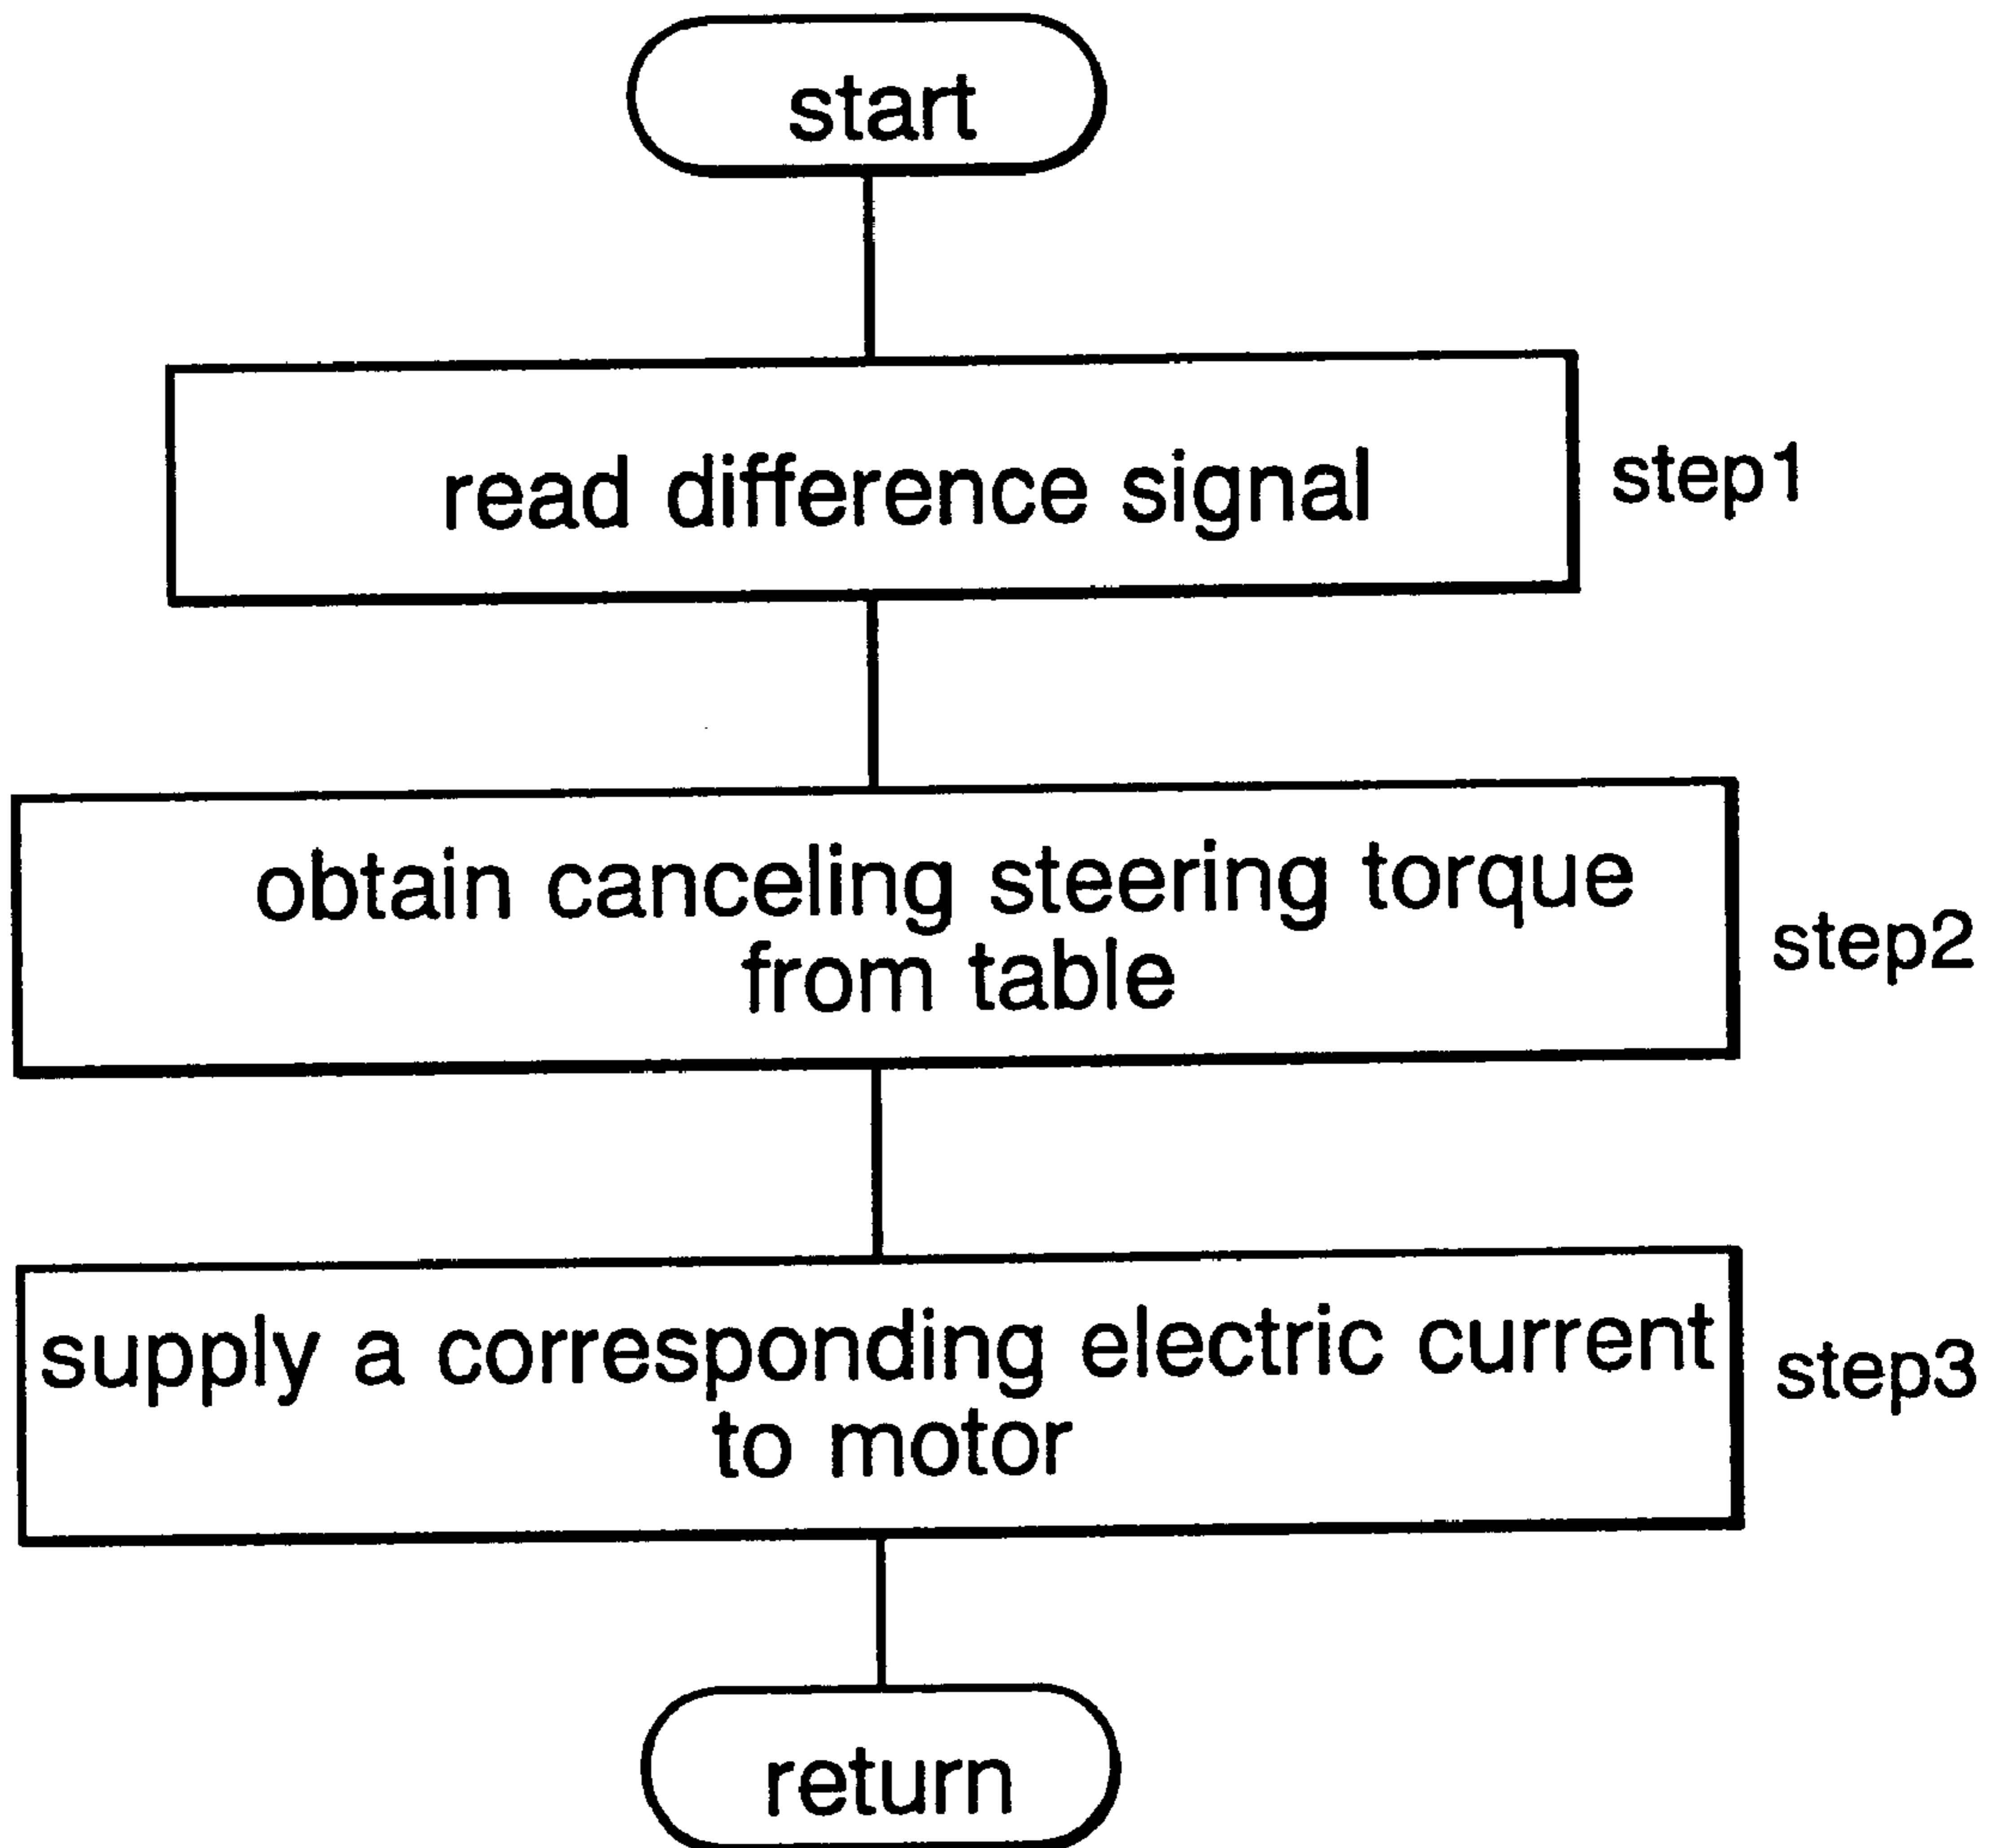 start
read difference signal
step1
obtain canceling steering torque
from table
step2
supply a corresponding electric current
to motor
step3
return